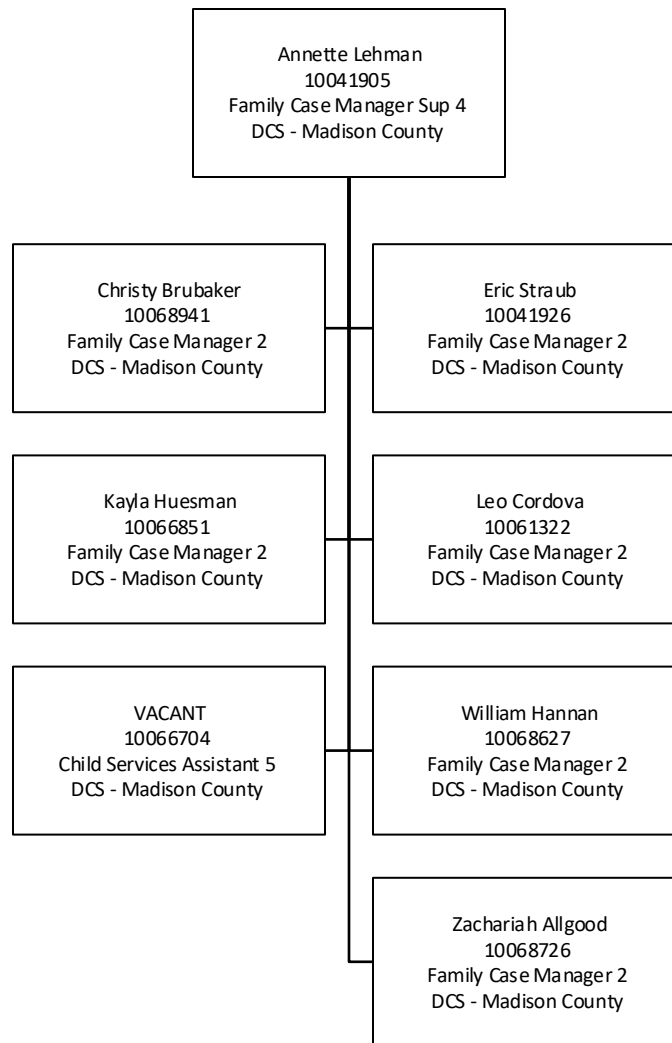 Annette Lehman
10041905
Family Case Manager Sup 4
DCS - Madison County
Christy Brubaker
10068941
Family Case Manager 2
DCS - Madison County
Eric Straub
10041926
Family Case Manager 2
DCS - Madison County
Kayla Huesman
10066851
Family Case Manager 2
DCS - Madison County
Leo Cordova
10061322
Family Case Manager 2
DCS - Madison County
VACANT
10066704
Child Services Assistant 5
DCS - Madison County
William Hannan
10068627
Family Case Manager 2
DCS - Madison County
Zachariah Allgood
10068726
Family Case Manager 2
DCS - Madison County